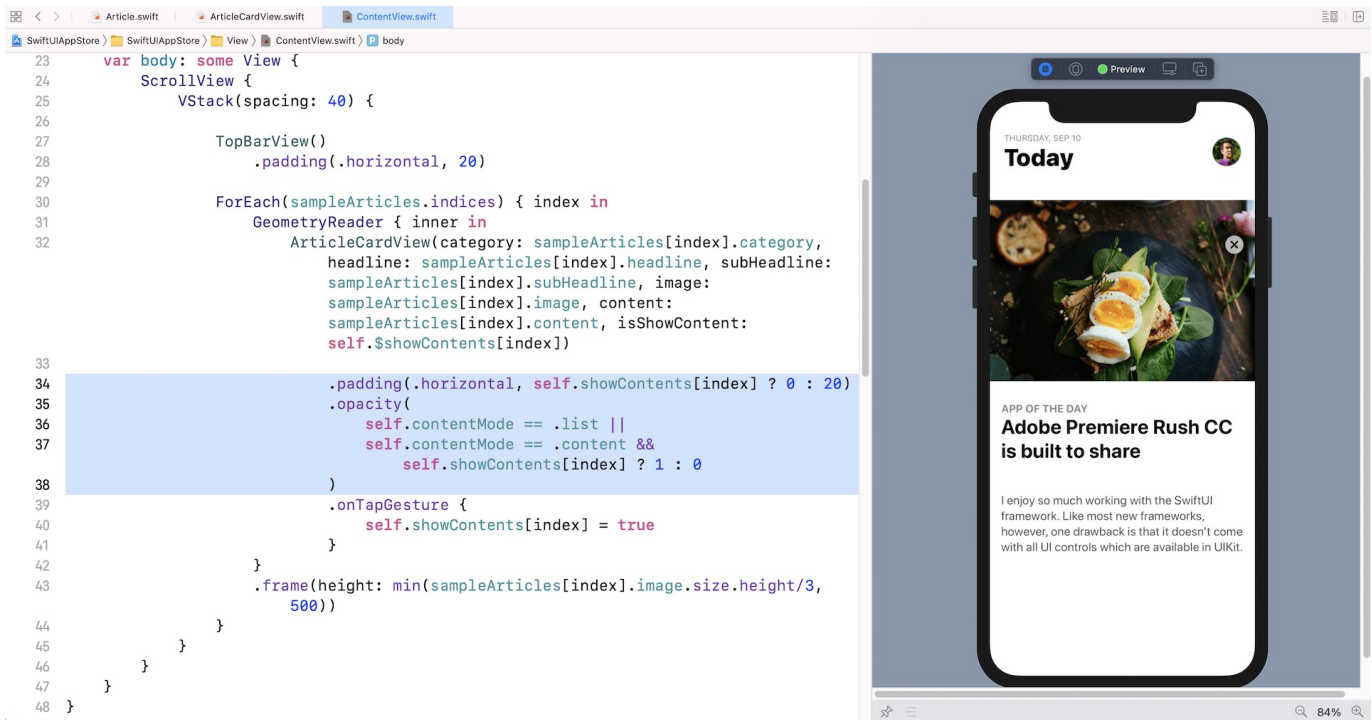 Article.swift ArticleCardView.swift ContentView.swift
SwiftUIAppStore SwiftUIAppStore View ContentView.swift P body
23 var body: some View {
24 ScrollView {
25 VStack(spacing: 40) {
26
27 TopBarView()
28 .padding(.horizontal, 20)
29
30 ForEach(sampleArticles.indices) { index in
31 GeometryReader { inner in
32 ArticleCardView(category: sampleArticles[index].category,
headline: sampleArticles[index].headline, subHeadline:
sampleArticles[index].subHeadline, image:
sampleArticles[index].image, content:
sampleArticles[index].content, isShowContent:
self.$showContents[index])
33
34 .padding(.horizontal, self.showContents[index] ? 0 : 20)
35 .opacity(
36 self.contentMode == .list ||
37 self.contentMode == .content &&
self.showContents[index] ? 1 : 0
38 )
39 .onTapGesture {
40 self.showContents[index] = true
41 }
42 }
43 .frame(height: min(sampleArticles[index].image.size.height/3,
500))
44 }
45 }
46 }
47 }
48 }
Preview
THURSDAY, SEP 10
Today
APP OF THE DAY
Adobe Premiere Rush CC
is built to share
I enjoy so much working with the SwiftUI
framework. Like most new frameworks,
however, one drawback is that it doesn't come
with all UI controls which are available in UIKit.
84%